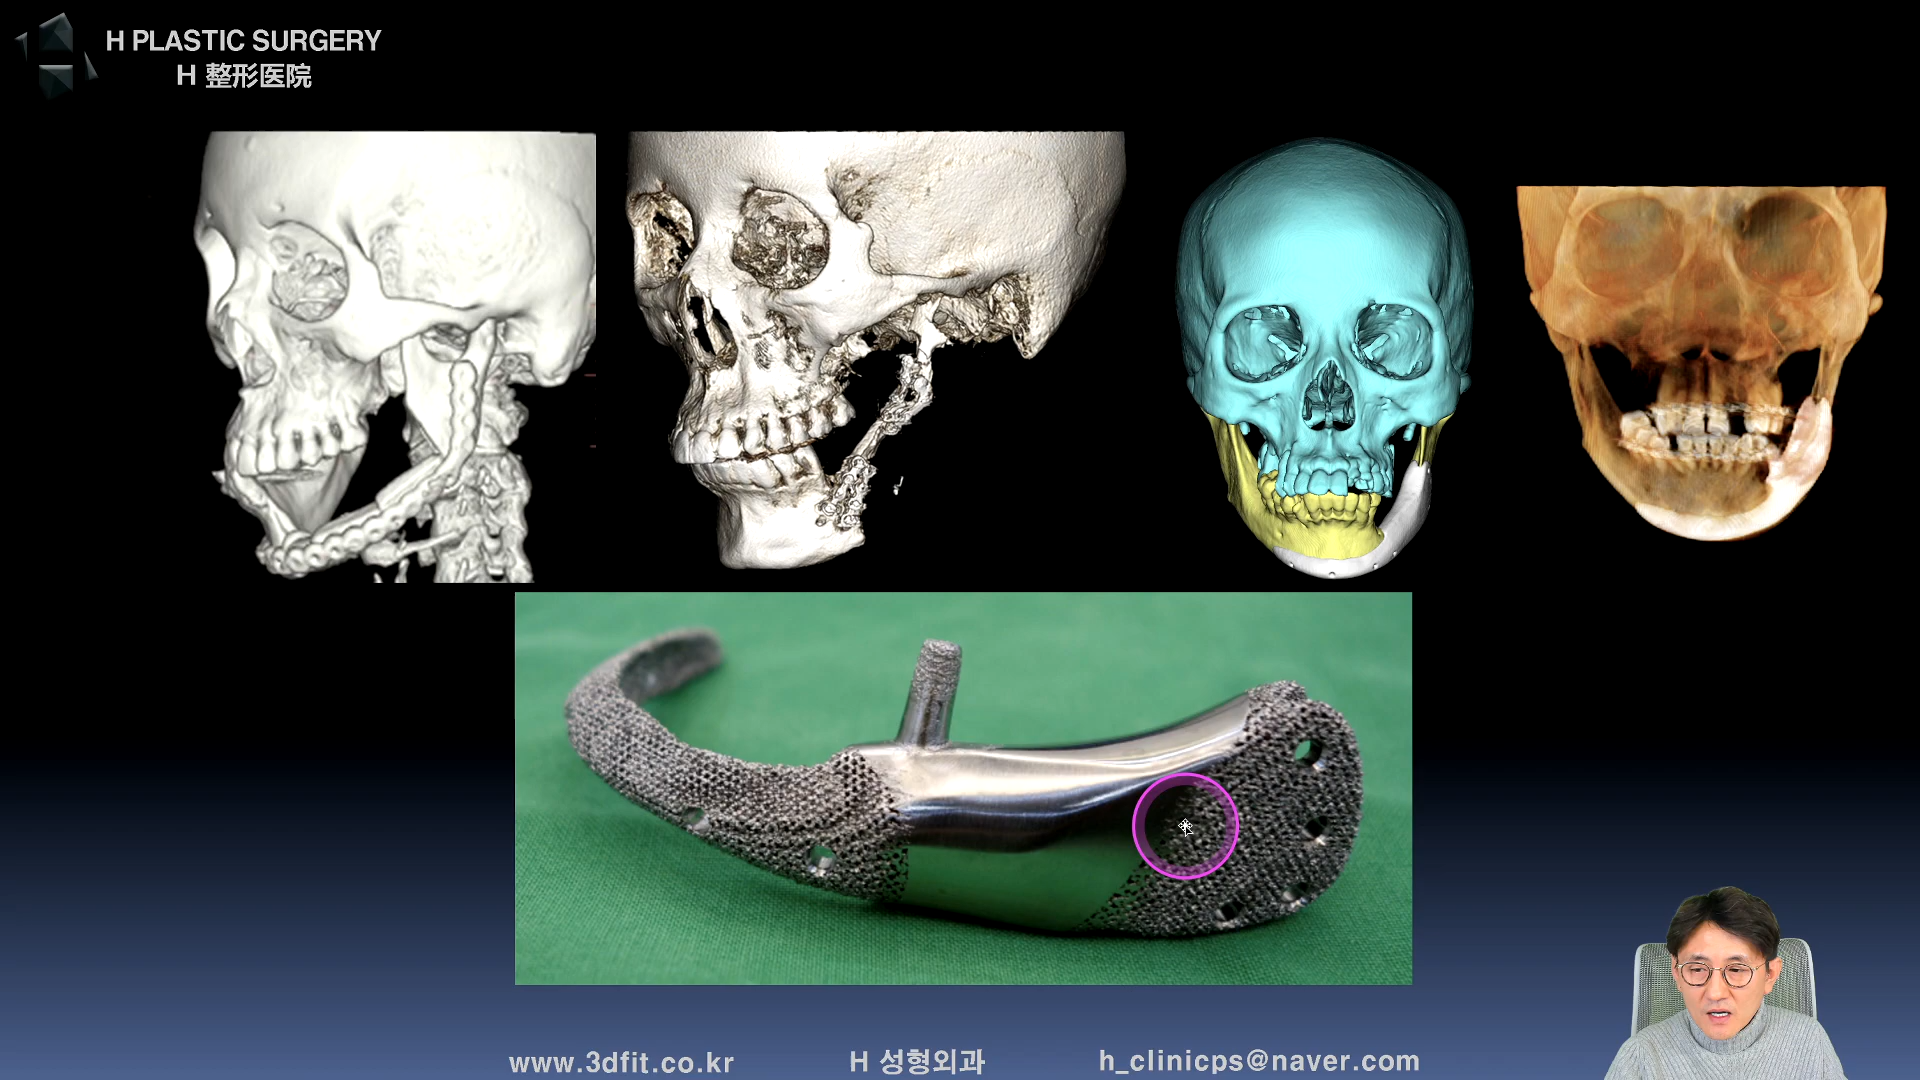 H PLASTIC SURGERY
H 整形医院
www.3dfit.co.kr
H 성형외과
h_clinicps@naver.com